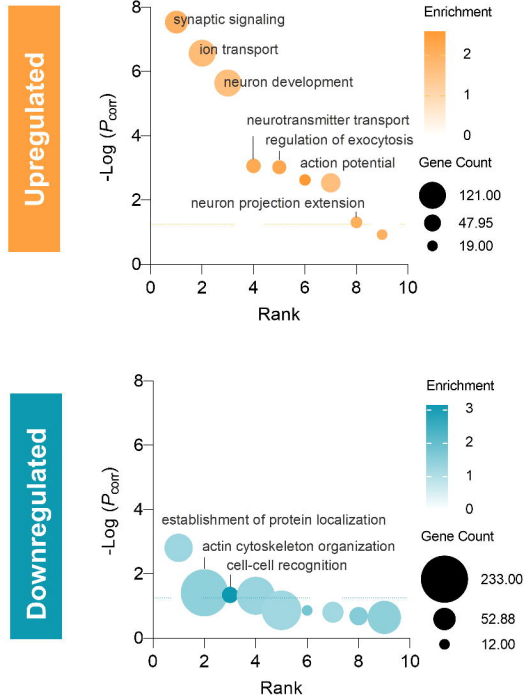 Upregulated
-Log (Pcorr)
8
6
4
2
0
synaptic signaling
ion transport
neuron development
neurotransmitter transport
regulation of exocytosis
action potential
neuron projection extension
0 2 4 6 8 10
Rank
Enrichment
2
1
0
Gene Count
121.00
47.95
19.00
Downregulated
-Log (Pcorr)
8
6
4
2
0
establishment of protein localization
actin cytoskeleton organization
cell-cell recognition
0 2 4 6 8 10
Rank
Enrichment
3
2
1
0
Gene Count
233.00
52.88
12.00